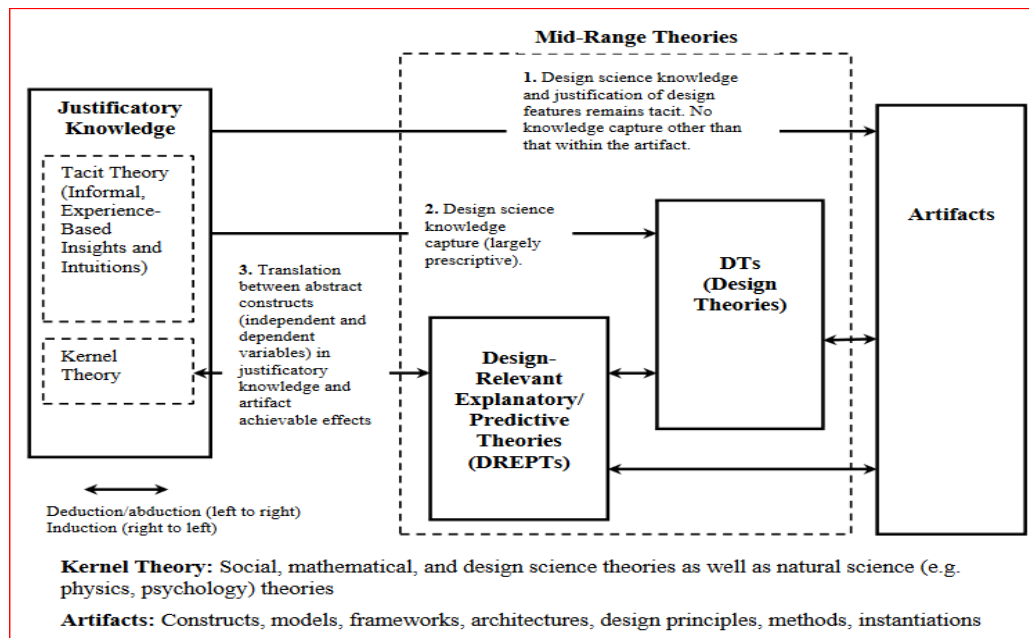 Mid-Range Theories
Justificatory
Knowledge
Tacit Theory
(Informal,
Experience-
Based
Insights and
Intuitions)
Kernel
Theory
1. Design science knowledge
and justification of design
features remains tacit. No
knowledge capture other than
that within the artifact.
2. Design science
knowledge
capture (largely
prescriptive).
3. Translation
between abstract
constructs
(independent and
dependent
variables) in
justificatory
knowledge and
artifact
achievable effects
Design-
Relevant
Explanatory/
Predictive
Theories
(DREPTs)
DTs
(Design
Theories)
Artifacts
Deduction/abduction (left to right)
Induction (right to left)
Kernel Theory: Social, mathematical, and design science theories as well as natural science (e.g.
physics, psychology) theories
Artifacts: Constructs, models, frameworks, architectures, design principles, methods, instantiations